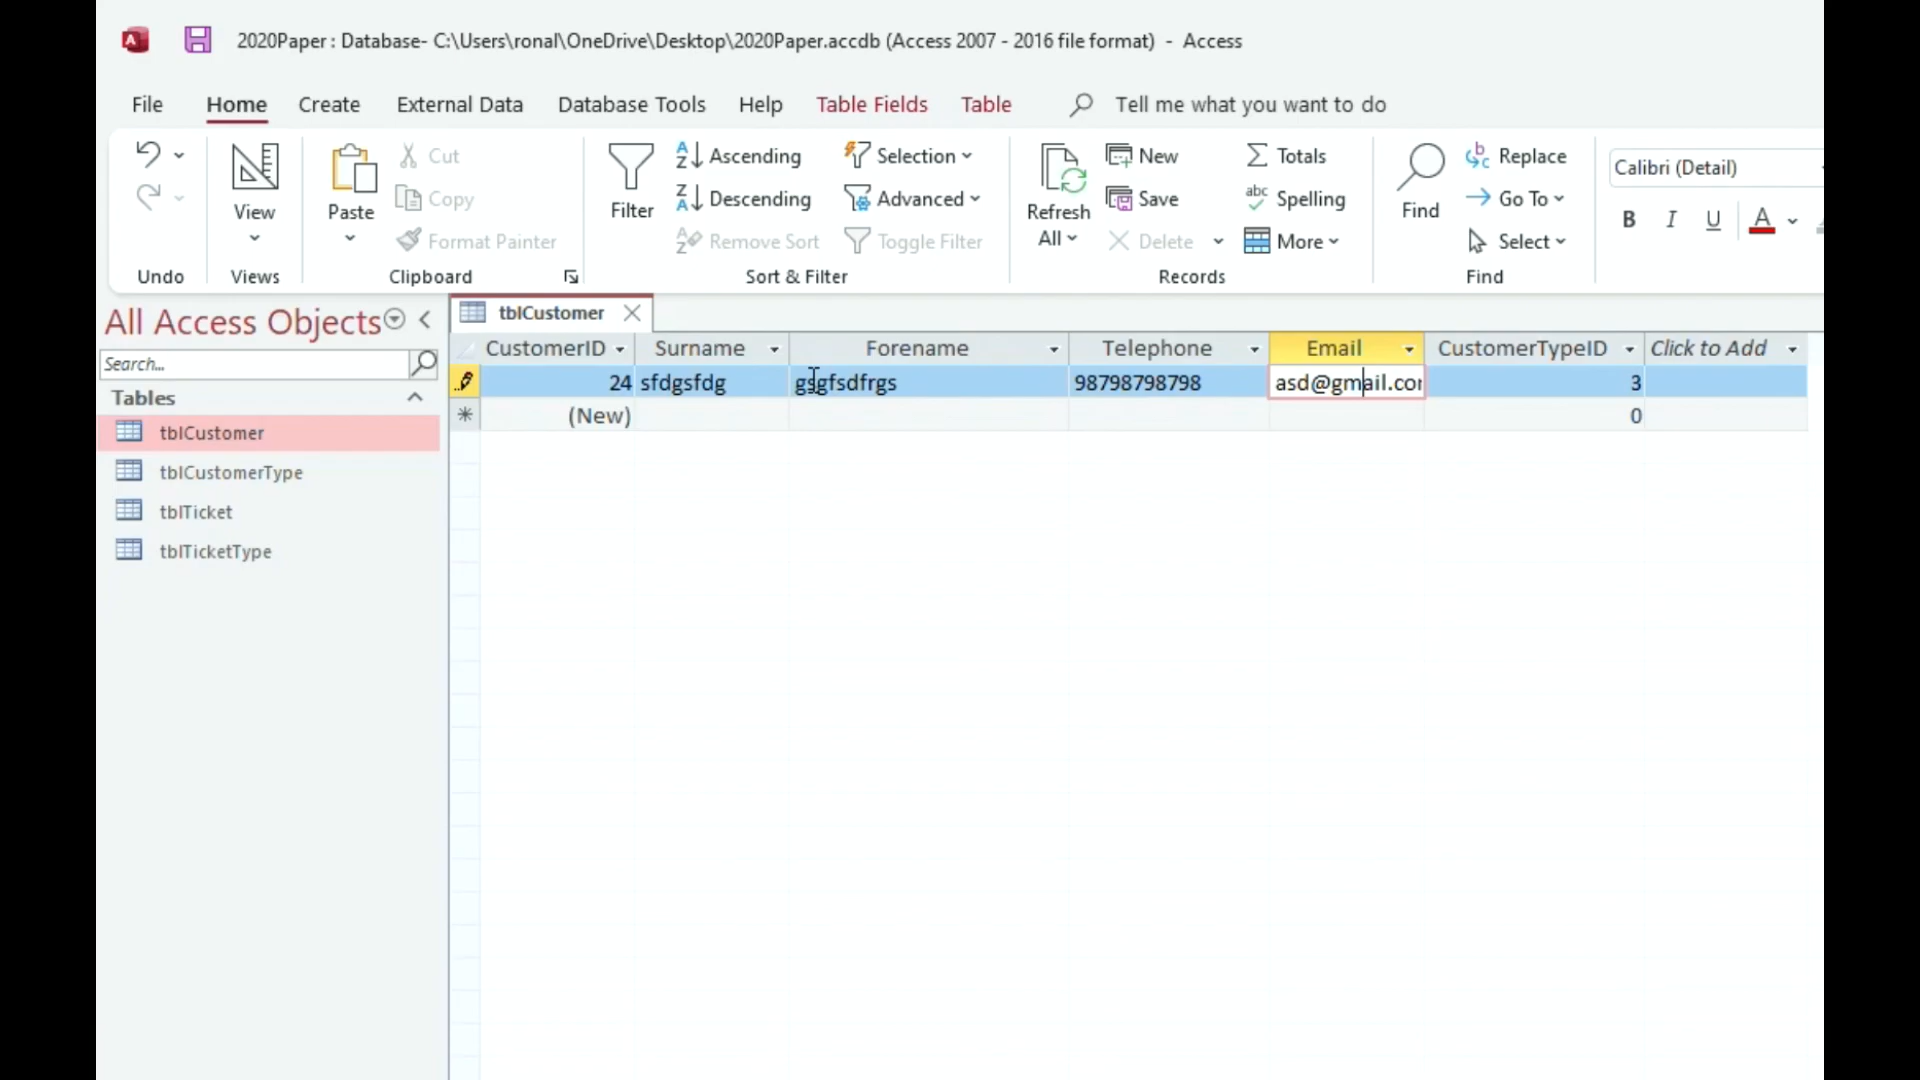 2020Paper : Database- C:\Users\ronal\OneDrive\Desktop\2020Paper.accdb (Access 2007 - 2016 file format) - Access
File Home Create External Data Database Tools Help Table Fields Table Tell me what you want to do
Undo
View
Views
Paste
Cut
Copy
Format Painter
Clipboard
Filter
Ascending
Descending
Remove Sort
Selection
Advanced
Toggle Filter
Sort & Filter
Refresh
All
New
Save
Delete
Totals
Spelling
More
Records
Find
Replace
Go To
Select
Find
Calibri (Detail)
B I U A
All Access Objects
Search...
Tables
tblCustomer
tblCustomerType
tblTicket
tblTicketType
tblCustomer
CustomerID Surname Forename Telephone Email CustomerTypeID Click to Add
24 sfdgsfdg gsgfsdfrgs 98798798798 asd@gmail.cor 3
(New) 0